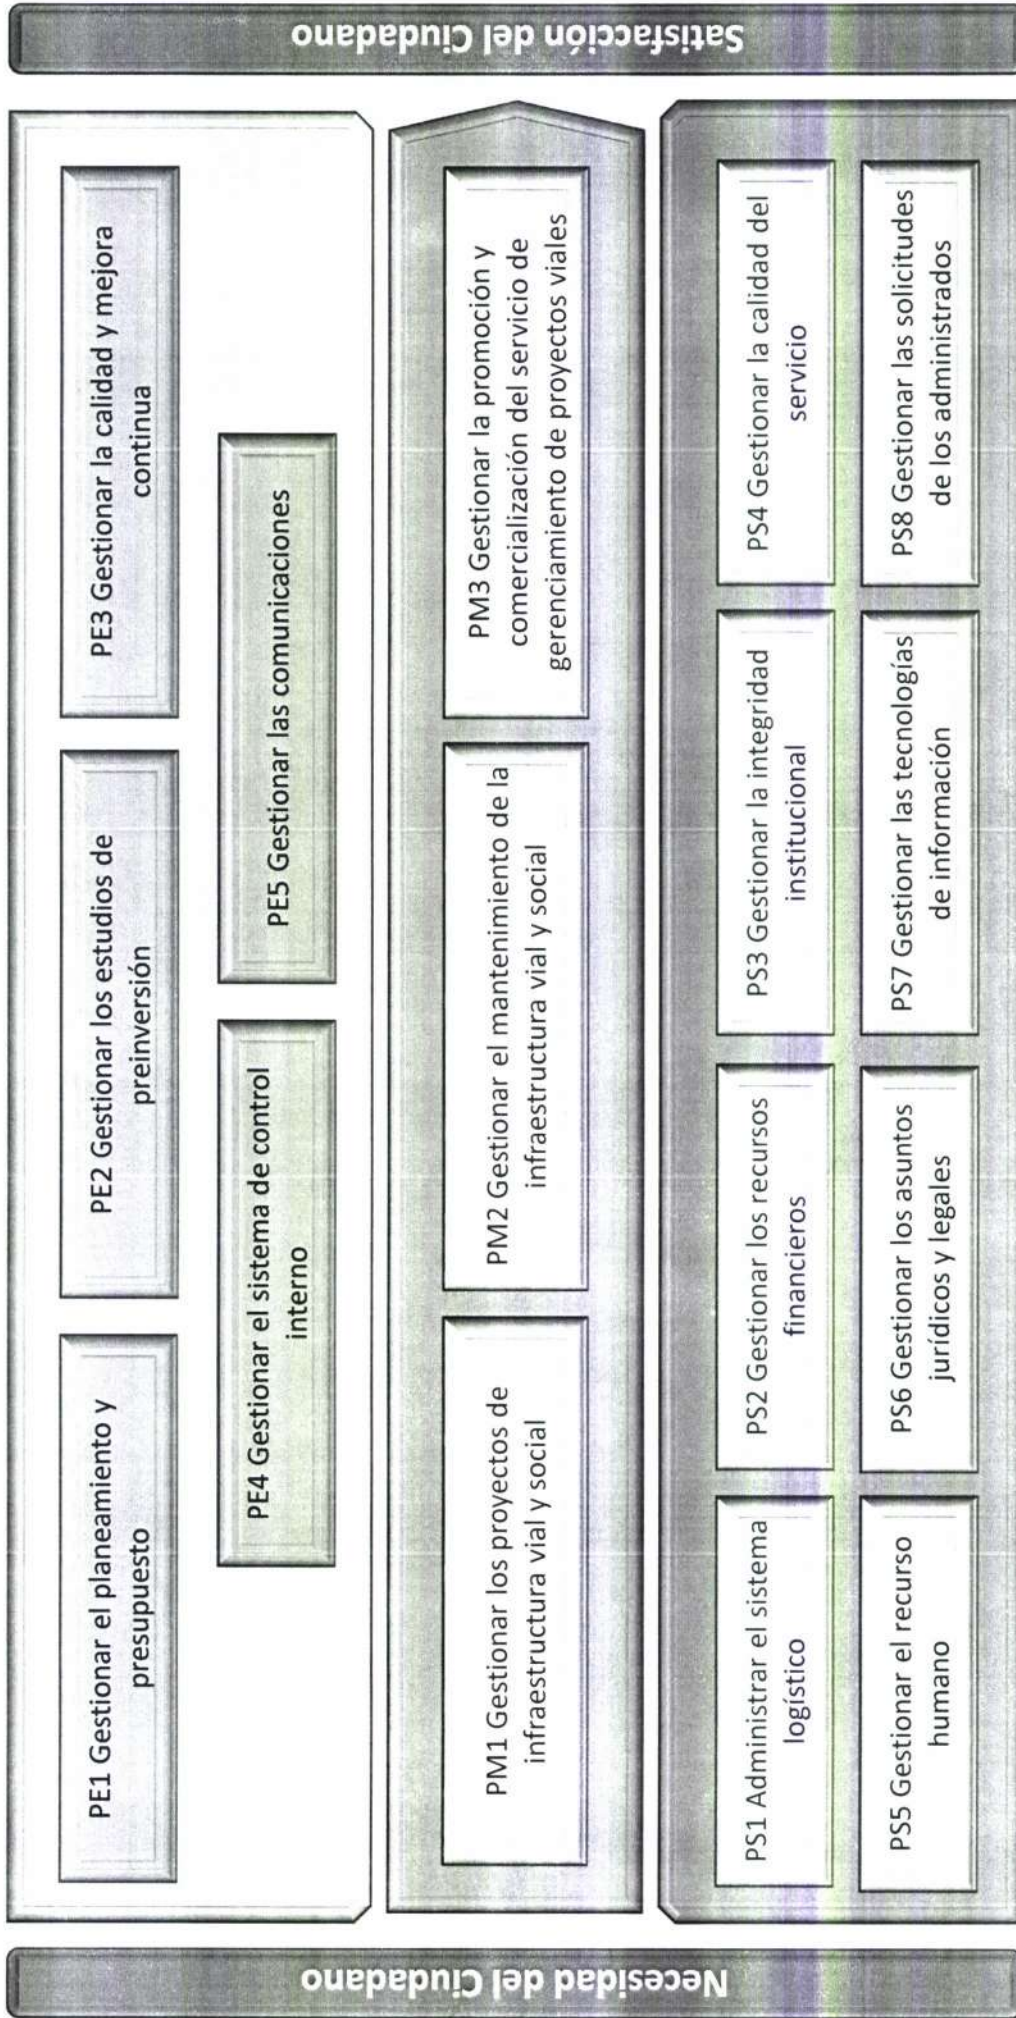 Necesidad del Ciudadano
PE1 Gestionar el planeamiento y
presupuesto
PE2 Gestionar los estudios de
preinversión
PE3 Gestionar la calidad y mejora
continua
PE4 Gestionar el sistema de control
interno
PE5 Gestionar las comunicaciones
PM1 Gestionar los proyectos de
infraestructura vial y social
PM2 Gestionar el mantenimiento de la
infraestructura vial y social
PM3 Gestionar la promoción y
comercialización del servicio de
gerenciamiento de proyectos viales
PS1 Administrar el sistema
logístico
PS2 Gestionar los recursos
financieros
PS3 Gestionar la integridad
institucional
PS4 Gestionar la calidad del
servicio
PS5 Gestionar el recurso
humano
PS6 Gestionar los asuntos
jurídicos y legales
PS7 Gestionar las tecnologías
de información
PS8 Gestionar las solicitudes
de los administrados
Satisfacción del Ciudadano